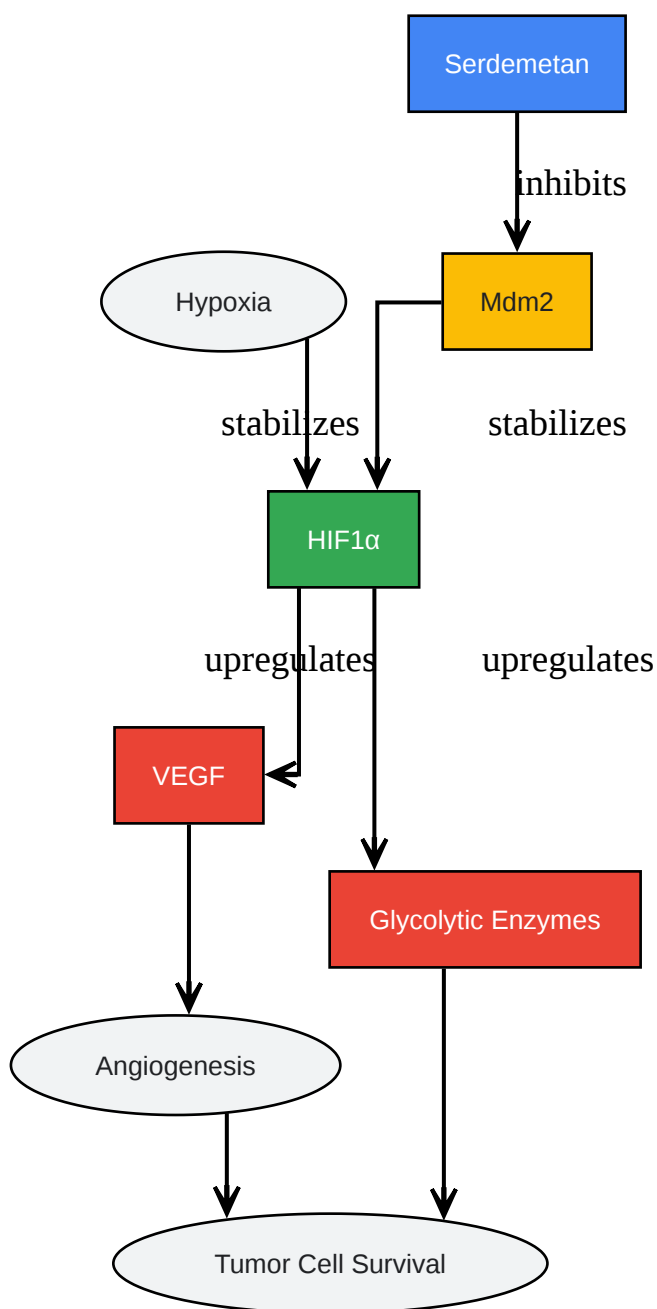 Serdemetan
inhibits
Hypoxia
Mdm2
stabilizes
stabilizes
HIF1α
upregulates
upregulates
VEGF
Glycolytic Enzymes
Angiogenesis
Tumor Cell Survival